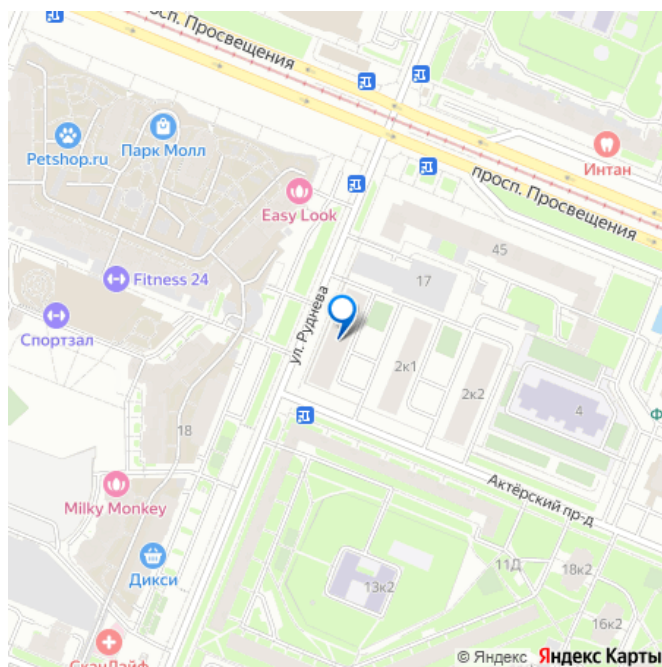 просп. Просвещения
Petshop.ru
Парк Молл
Easy Look
Интан
просп. Просвещения
45
17
Fitness 24
ул. Руднева
Спортзал
2к1
2к2
4
18
Актёрский пр-д
Milky Monkey
Дикси
13к2
11Д
18к2
16к2
СканЛайф
© Яндекс Яндекс Карты